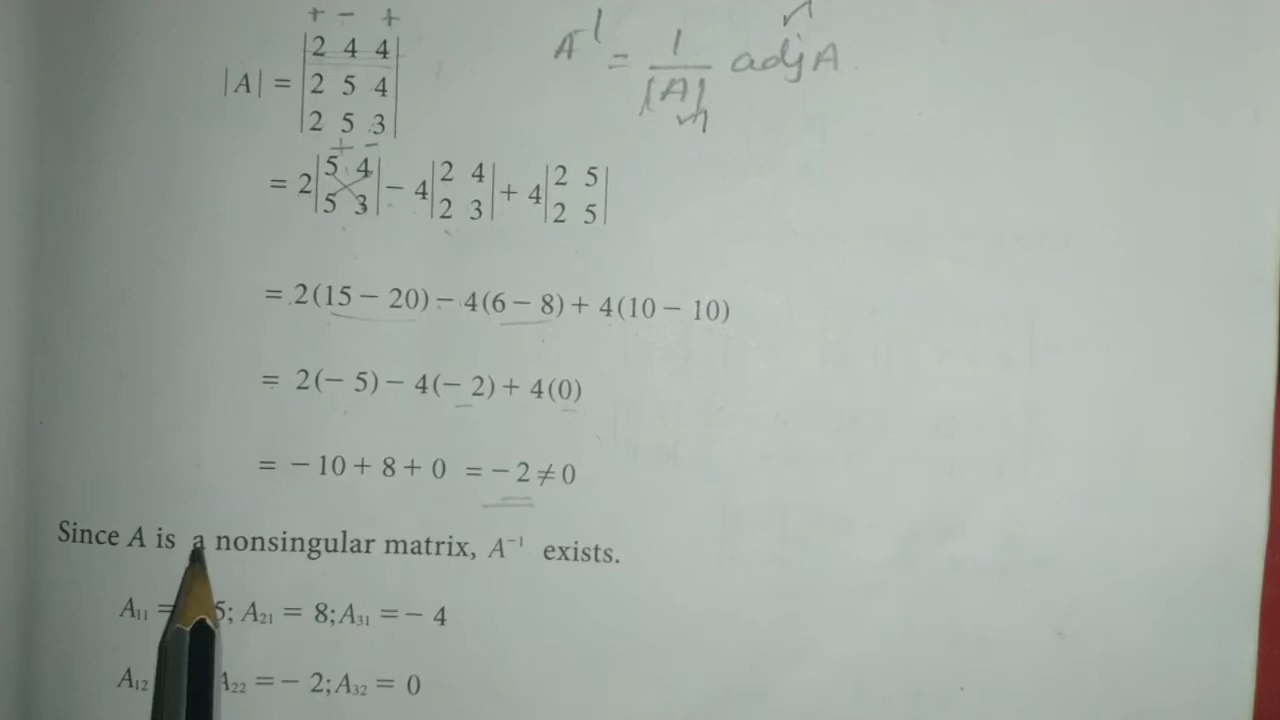 + − +
|A| = |2 4 4|
|2 5 4|
|2 5 3|
A⁻¹ = 1/|A| adj A
+ −
= 2|5 4| − 4|2 4| + 4|2 5|
|5 3| |2 3| |2 5|
= 2(15 − 20) − 4(6 − 8) + 4(10 − 10)
= 2(− 5) − 4(− 2) + 4(0)
= − 10 + 8 + 0 = − 2 ≠ 0
Since A is a nonsingular matrix, A⁻¹ exists.
A₁₁ = 5; A₂₁ = 8; A₃₁ = − 4
A₁₂ A₂₂ = − 2; A₃₂ = 0